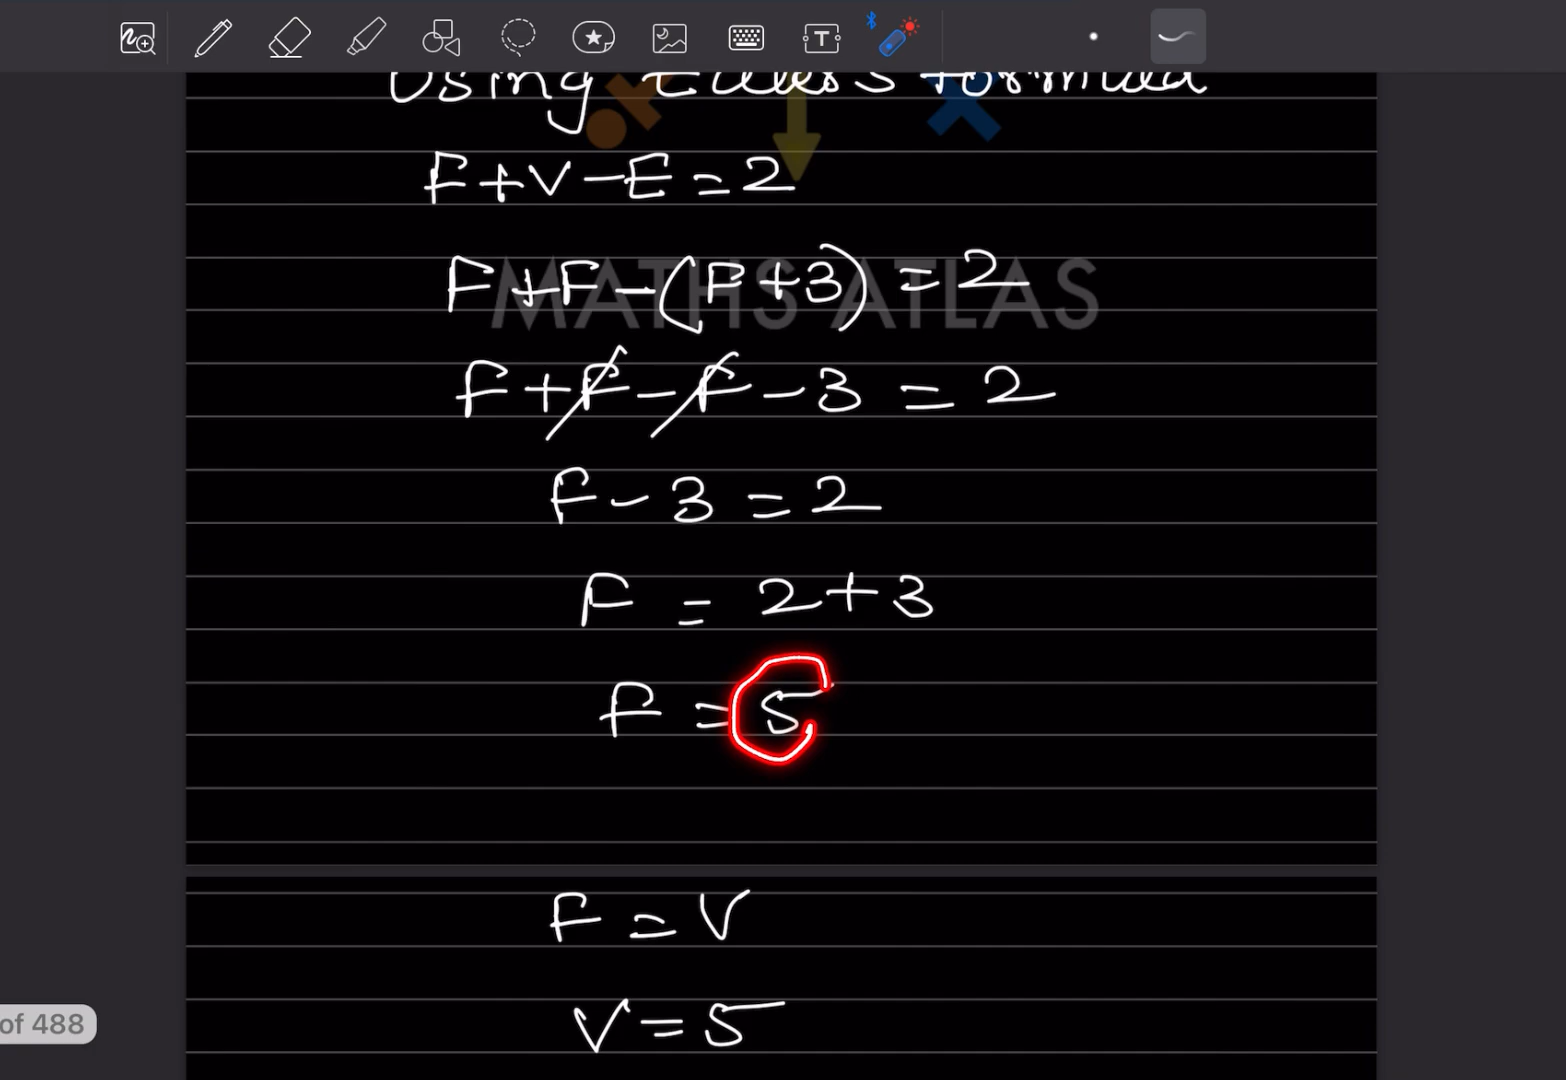 Using Euler's formula
F+V-E=2
MATHS ATLAS
F+F-(F+3)=2
F+F-F-3=2
F-3=2
F=2+3
F=5
F=V
of 488
V=5